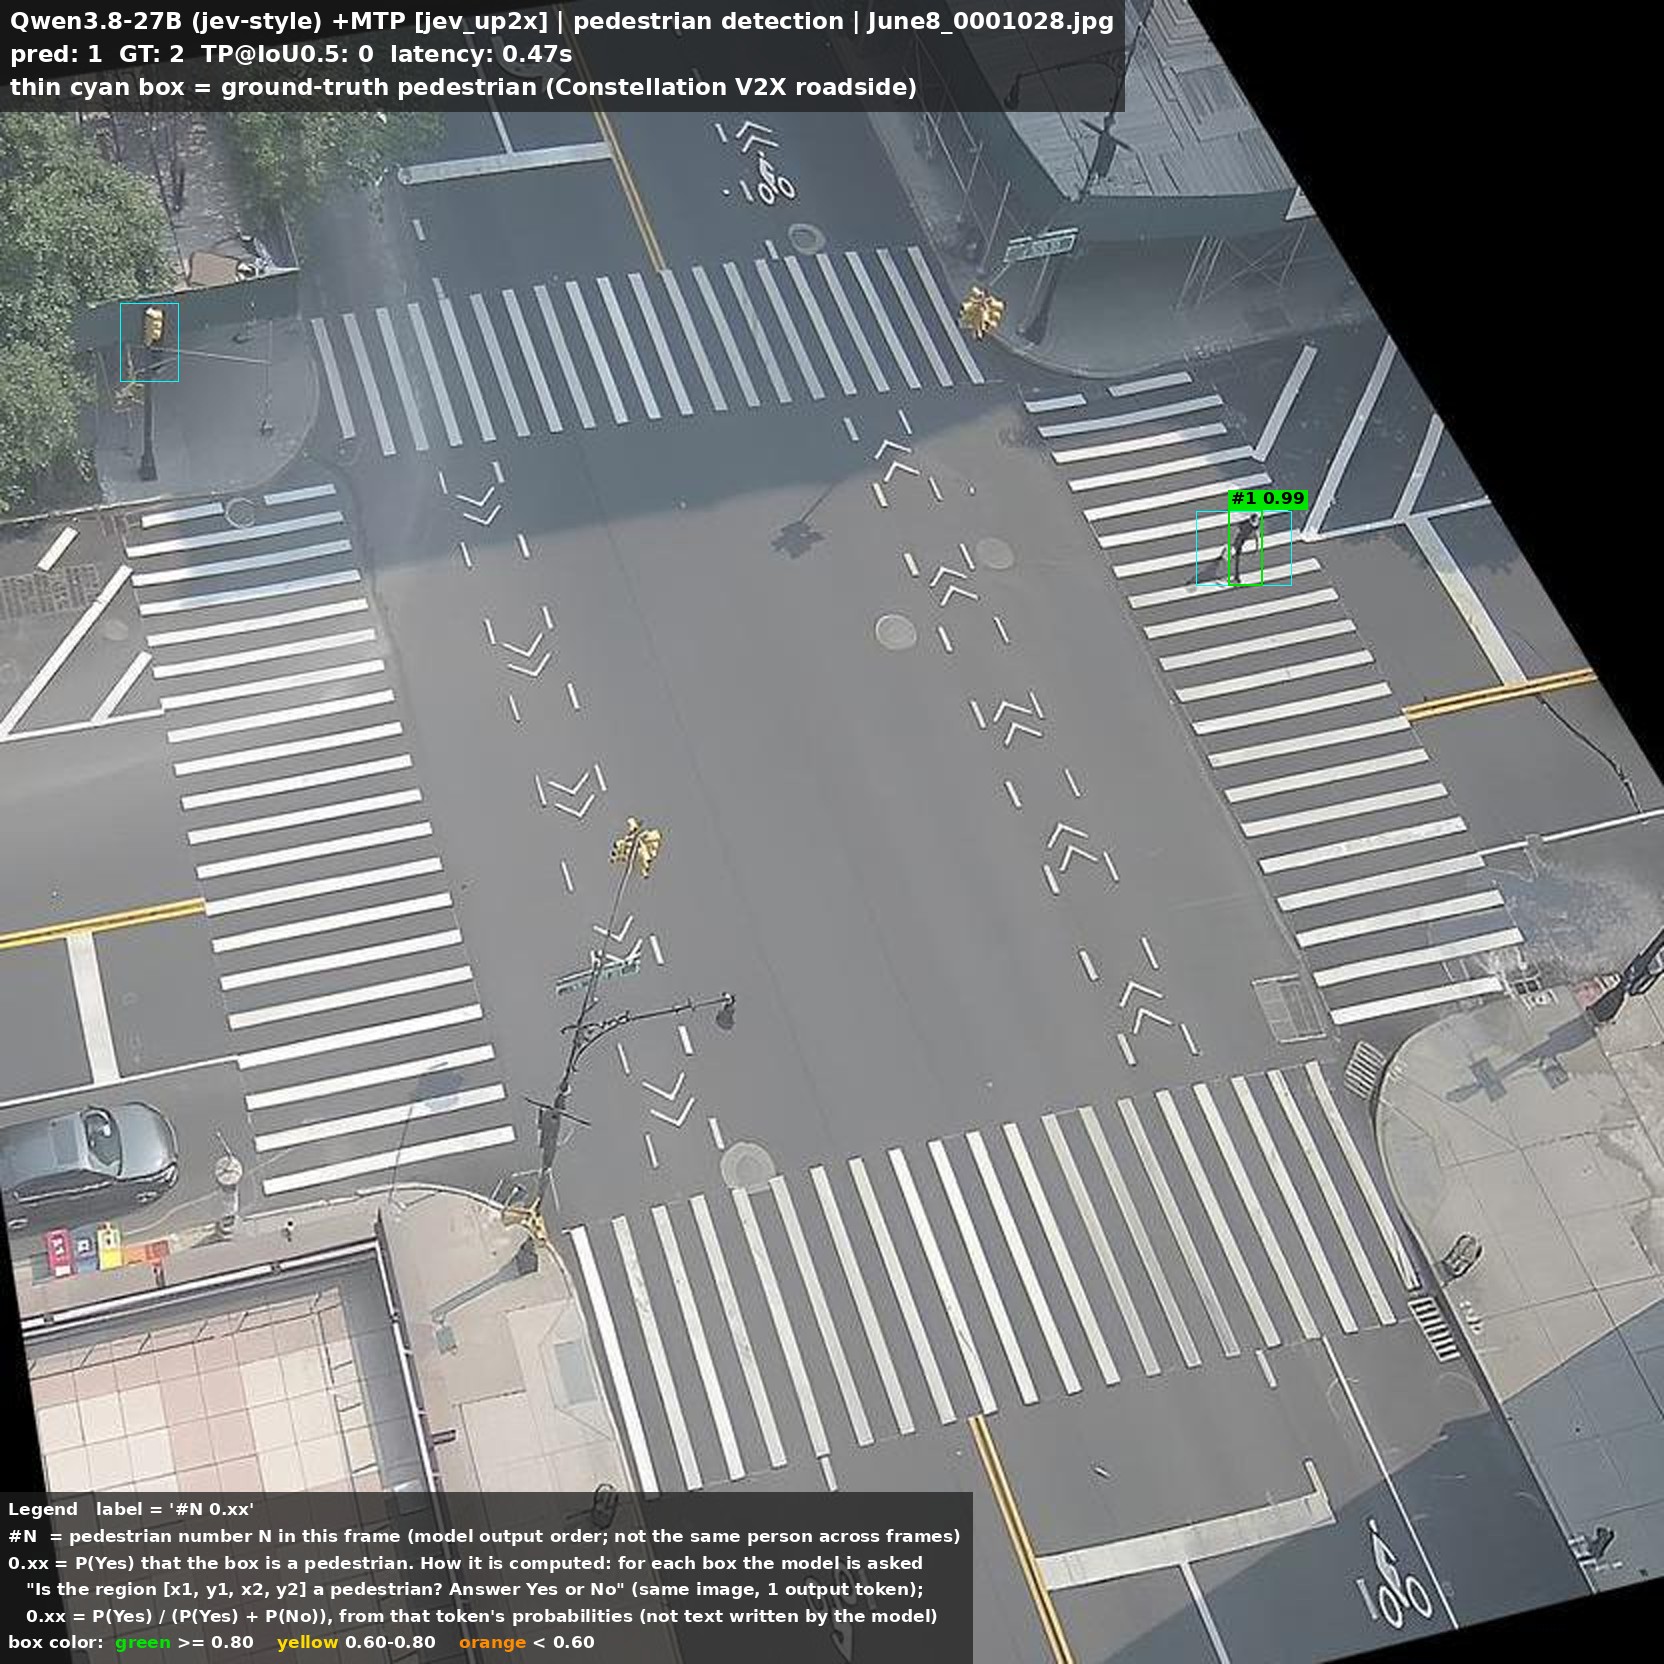 Qwen3.8-27B (jev-style) +MTP [jev_up2x] | pedestrian detection | June8_0001028.jpg
pred: 1  GT: 2  TP@IoU0.5: 0  latency: 0.47s
thin cyan box = ground-truth pedestrian (Constellation V2X roadside)
#1 0.99
Legend   label = '#N 0.xx'
#N  = pedestrian number N in this frame (model output order; not the same person across frames)
0.xx = P(Yes) that the box is a pedestrian. How it is computed: for each box the model is asked
"Is the region [x1, y1, x2, y2] a pedestrian? Answer Yes or No" (same image, 1 output token);
0.xx = P(Yes) / (P(Yes) + P(No)), from that token's probabilities (not text written by the model)
box color:  green >= 0.80    yellow 0.60-0.80    orange < 0.60